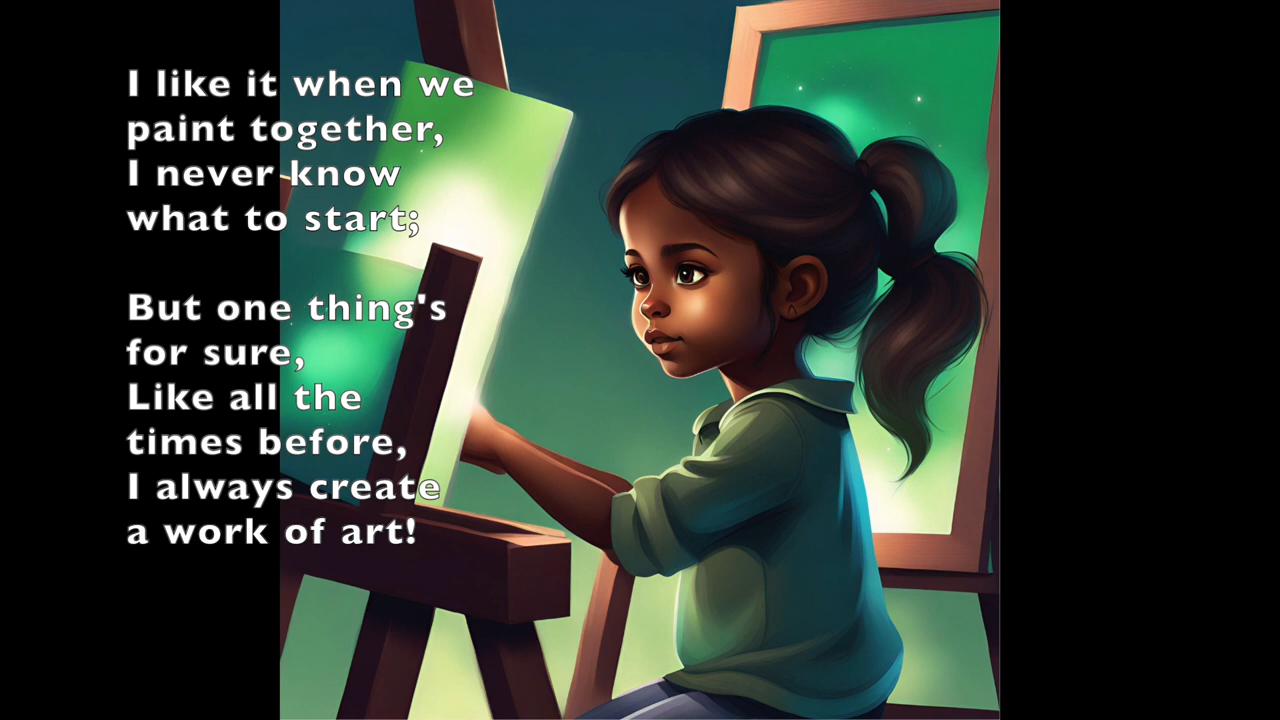 I like it when we
paint together,
I never know
what to start;
But one thing's
for sure,
Like all the
times before,
I always create
a work of art!